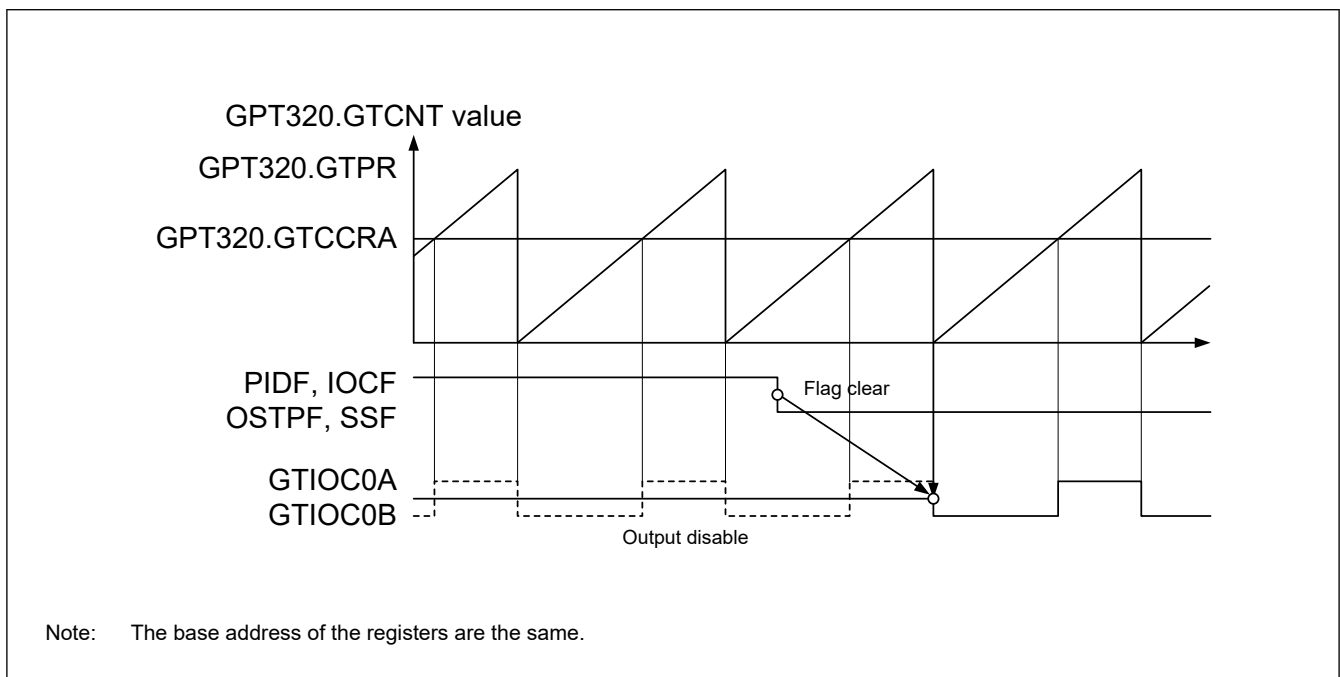 GPT320.GTCNT value
GPT320.GTPR
GPT320.GTCCRA
PIDF, IOCF
Flag clear
OSTPF, SSF
GTIOC0A
GTIOC0B
Output disable
Note: The base address of the registers are the same.